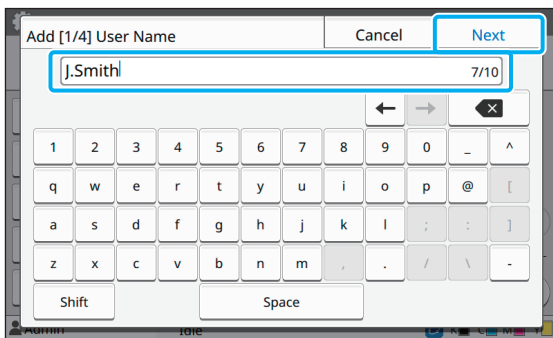 Add [1/4] User Name Cancel Next
J.Smith 7/10
← →
1 2 3 4 5 6 7 8 9 0 _ ^
q w e r t y u i o p @ [
a s d f g h j k l ; : ]
z x c v b n m , . / \ -
Shift Space
Admin Idle K C M Y